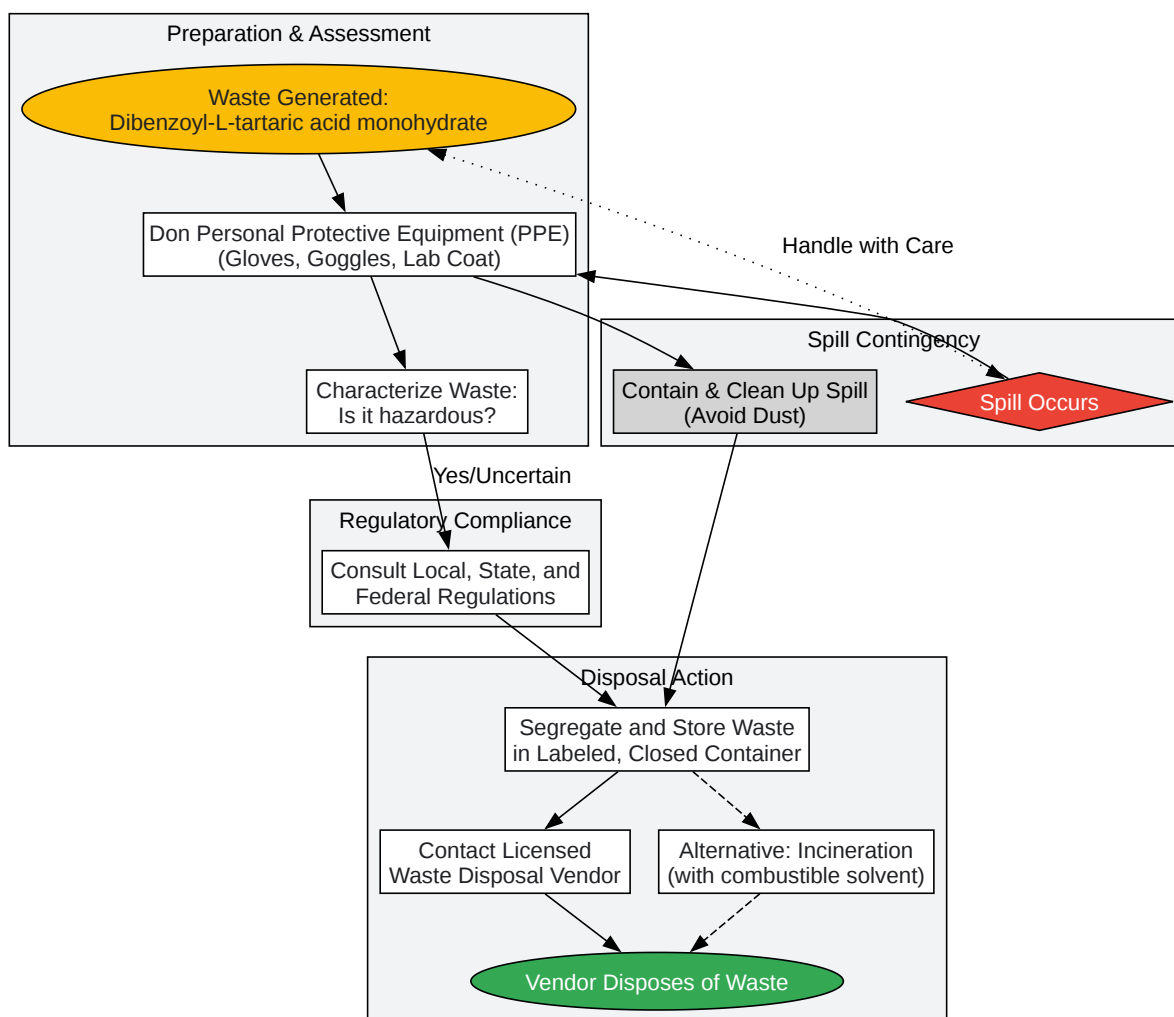 Preparation & Assessment
Waste Generated:
Dibenzoyl-L-tartaric acid monohydrate
Don Personal Protective Equipment (PPE)
(Gloves, Goggles, Lab Coat)
Handle with Care
Spill Contingency
Characterize Waste:
Is it hazardous?
Contain & Clean Up Spill
(Avoid Dust)
Spill Occurs
Yes/Uncertain
Regulatory Compliance
Consult Local, State, and
Federal Regulations
Disposal Action
Segregate and Store Waste
in Labeled, Closed Container
Contact Licensed
Waste Disposal Vendor
Alternative: Incineration
(with combustible solvent)
Vendor Disposes of Waste